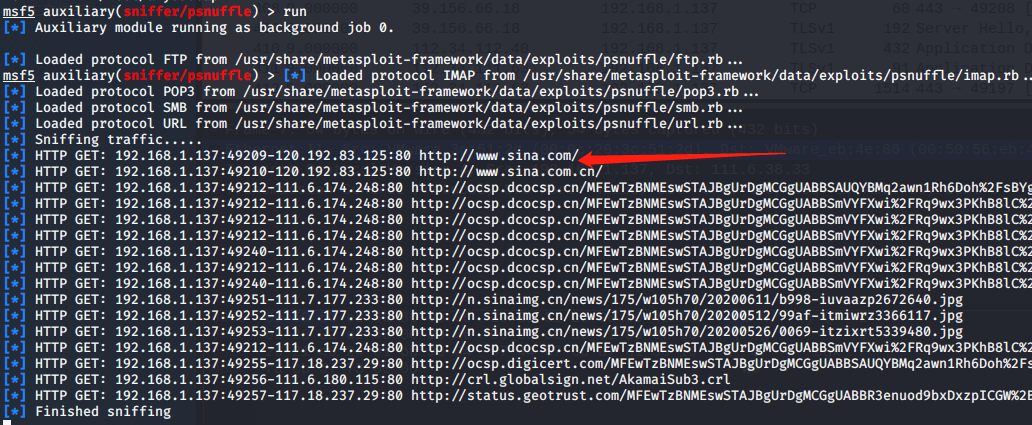 msf5 auxiliary(sniffer/psnuffle) > run
[*] Auxiliary module running as background job 0.
[*] Loaded protocol FTP from /usr/share/metasploit-framework/data/exploits/psnuffle/ftp.rb...
msf5 auxiliary(sniffer/psnuffle) > [*] Loaded protocol IMAP from /usr/share/metasploit-framework/data/exploits/psnuffle/imap.rb...
[*] Loaded protocol POP3 from /usr/share/metasploit-framework/data/exploits/psnuffle/pop3.rb...
[*] Loaded protocol SMB from /usr/share/metasploit-framework/data/exploits/psnuffle/smb.rb...
[*] Loaded protocol URL from /usr/share/metasploit-framework/data/exploits/psnuffle/url.rb...
[*] Sniffing traffic.....
[*] HTTP GET: 192.168.1.137:49209-120.192.83.125:80 http://www.sina.com/
[*] HTTP GET: 192.168.1.137:49210-120.192.83.125:80 http://www.sina.com.cn/
[*] HTTP GET: 192.168.1.137:49212-111.6.174.248:80 http://ocsp.dcocsp.cn/MFEwTzBNMEswSTAJBgUrDgMCGgUABBSAUQYBMq2awn1Rh6Doh%2FsBYg
[*] HTTP GET: 192.168.1.137:49212-111.6.174.248:80 http://ocsp.dcocsp.cn/MFEwTzBNMEswSTAJBgUrDgMCGgUABBSmVYFXwi%2FRq9wx3PKhB8lC%2
[*] HTTP GET: 192.168.1.137:49212-111.6.174.248:80 http://ocsp.dcocsp.cn/MFEwTzBNMEswSTAJBgUrDgMCGgUABBSmVYFXwi%2FRq9wx3PKhB8lC%2
[*] HTTP GET: 192.168.1.137:49212-111.6.174.248:80 http://ocsp.dcocsp.cn/MFEwTzBNMEswSTAJBgUrDgMCGgUABBSmVYFXwi%2FRq9wx3PKhB8lC%2
[*] HTTP GET: 192.168.1.137:49240-111.6.174.248:80 http://ocsp.dcocsp.cn/MFEwTzBNMEswSTAJBgUrDgMCGgUABBSmVYFXwi%2FRq9wx3PKhB8lC%2
[*] HTTP GET: 192.168.1.137:49212-111.6.174.248:80 http://ocsp.dcocsp.cn/MFEwTzBNMEswSTAJBgUrDgMCGgUABBSmVYFXwi%2FRq9wx3PKhB8lC%2
[*] HTTP GET: 192.168.1.137:49240-111.6.174.248:80 http://ocsp.dcocsp.cn/MFEwTzBNMEswSTAJBgUrDgMCGgUABBSmVYFXwi%2FRq9wx3PKhB8lC%2
[*] HTTP GET: 192.168.1.137:49251-111.7.177.233:80 http://n.sinaimg.cn/news/175/w105h70/20200611/b998-iuvaazp2672640.jpg
[*] HTTP GET: 192.168.1.137:49252-111.7.177.233:80 http://n.sinaimg.cn/news/175/w105h70/20200512/99af-itmiwrz3366117.jpg
[*] HTTP GET: 192.168.1.137:49253-111.7.177.233:80 http://n.sinaimg.cn/news/175/w105h70/20200526/0069-itzixrt5339480.jpg
[*] HTTP GET: 192.168.1.137:49212-111.6.174.248:80 http://ocsp.dcocsp.cn/MFEwTzBNMEswSTAJBgUrDgMCGgUABBSmVYFXwi%2FRq9wx3PKhB8lC%2
[*] HTTP GET: 192.168.1.137:49255-117.18.237.29:80 http://ocsp.digicert.com/MFEwTzBNMEswSTAJBgUrDgMCGgUABBSAUQYBMq2awn1Rh6Doh%2Fs
[*] HTTP GET: 192.168.1.137:49256-111.6.180.115:80 http://crl.globalsign.net/AkamaiSub3.crl
[*] HTTP GET: 192.168.1.137:49257-117.18.237.29:80 http://status.geotrust.com/MFEwTzBNMEswSTAJBgUrDgMCGgUABBR3enuod9bxDxzpICGW%2B
[*] Finished sniffing